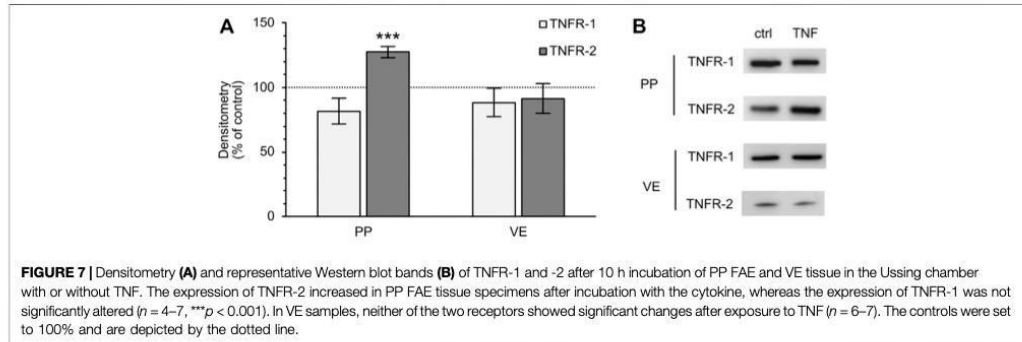 A
150
100
50
0
Densitometry
(% of control)
***
TNFR-1
TNFR-2
PP
VE
B
ctrl TNF
PP
TNFR-1
TNFR-2
VE
TNFR-1
TNFR-2
FIGURE 7 | Densitometry (A) and representative Western blot bands (B) of TNFR-1 and -2 after 10 h incubation of PP FAE and VE tissue in the Ussing chamber
with or without TNF. The expression of TNFR-2 increased in PP FAE tissue specimens after incubation with the cytokine, whereas the expression of TNFR-1 was not
significantly altered (n = 4–7, ***p < 0.001). In VE samples, neither of the two receptors showed significant changes after exposure to TNF (n = 6–7). The controls were set
to 100% and are depicted by the dotted line.